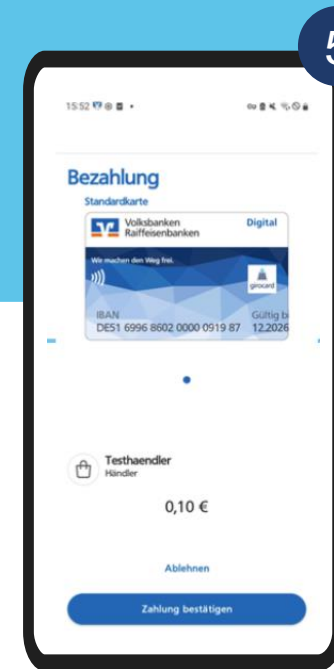 5
15:52
Bezahlung
Standardkarte
Volksbanken
Raiffeisenbanken
Digital
Wir machen den Weg frei.
girocard
IBAN
Gültig bi
DE51 6996 8602 0000 0919 87
12.2026
Testhaendler
Händler
0,10 €
Ablehnen
Zahlung bestätigen